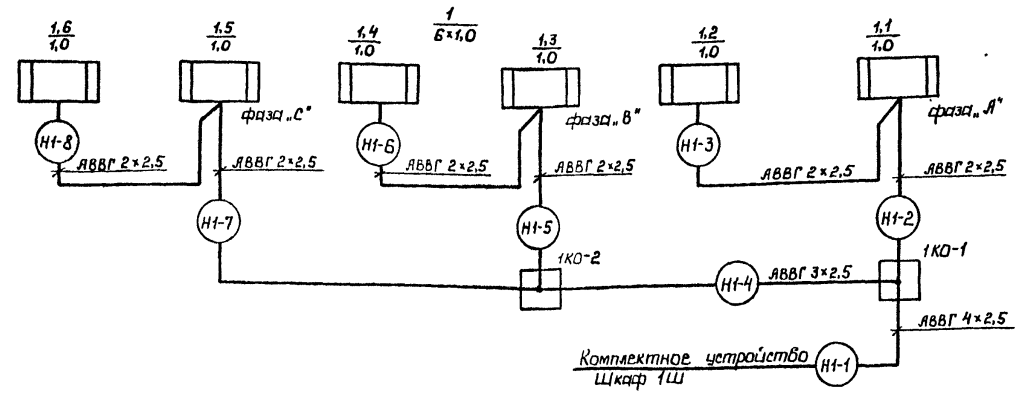 1,6
1,0
1,5
1,0
1,4
1,0
1
6×1,0
1,3
1,0
1,2
1,0
1,1
1,0
фаза „С"
фаза „В"
фаза „А"
Н1-8
Н1-6
Н1-3
АВВГ 2×2,5
АВВГ 2×2,5
АВВГ 2×2,5
АВВГ 2×2,5
АВВГ 2×2,5
АВВГ 2×2,5
Н1-7
Н1-5
Н1-2
1КО-2
1КО-1
Н1-4
АВВГ 3×2,5
АВВГ 4×2,5
Комплектное устройство
Шкаф 1Ш
Н1-1